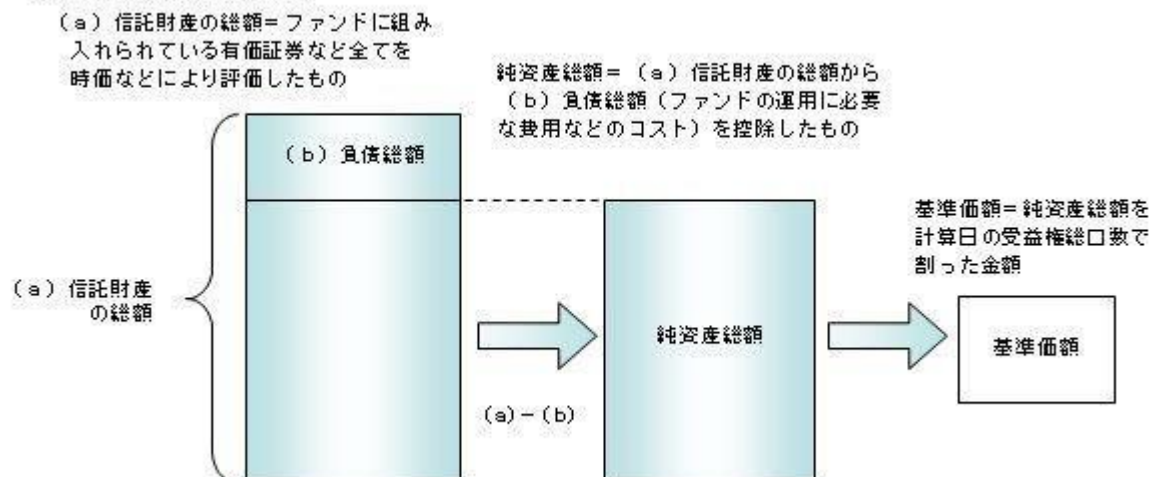 (a)信託財産の総額=ファンドに組み
入れられている有価証券など全てを
時価などにより評価したもの
純資産総額=(a)信託財産の総額から
(b)負債総額(ファンドの運用に必要
な費用などのコスト)を控除したもの
(b)負債総額
基準価額=純資産総額を
計算日の受益権総口数で
割った金額
(a)信託財産
の総額
純資産総額
基準価額
(a)-(b)